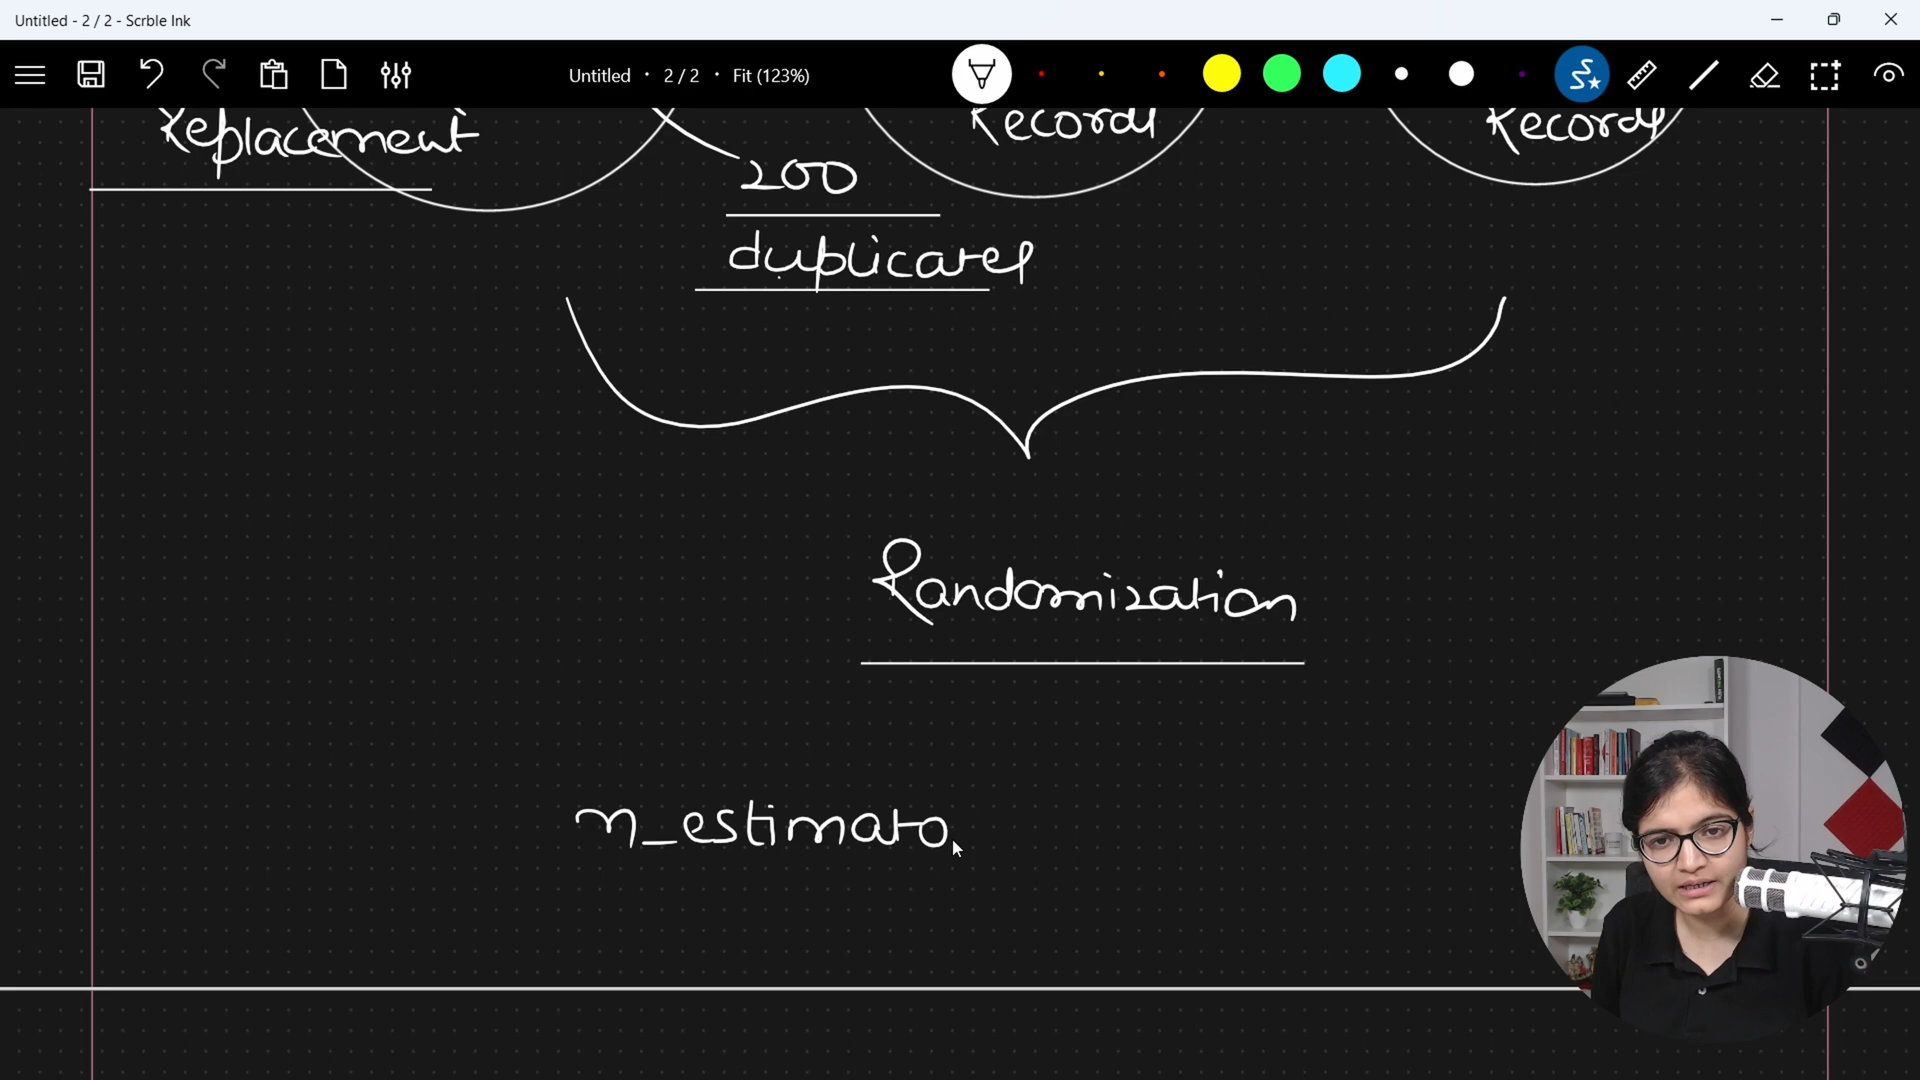 Untitled - 2 / 2 - Scrble Ink
Untitled • 2 / 2 • Fit (123%)
Replacement
Records
Records
200
duplicates
Randomization
n_estimato